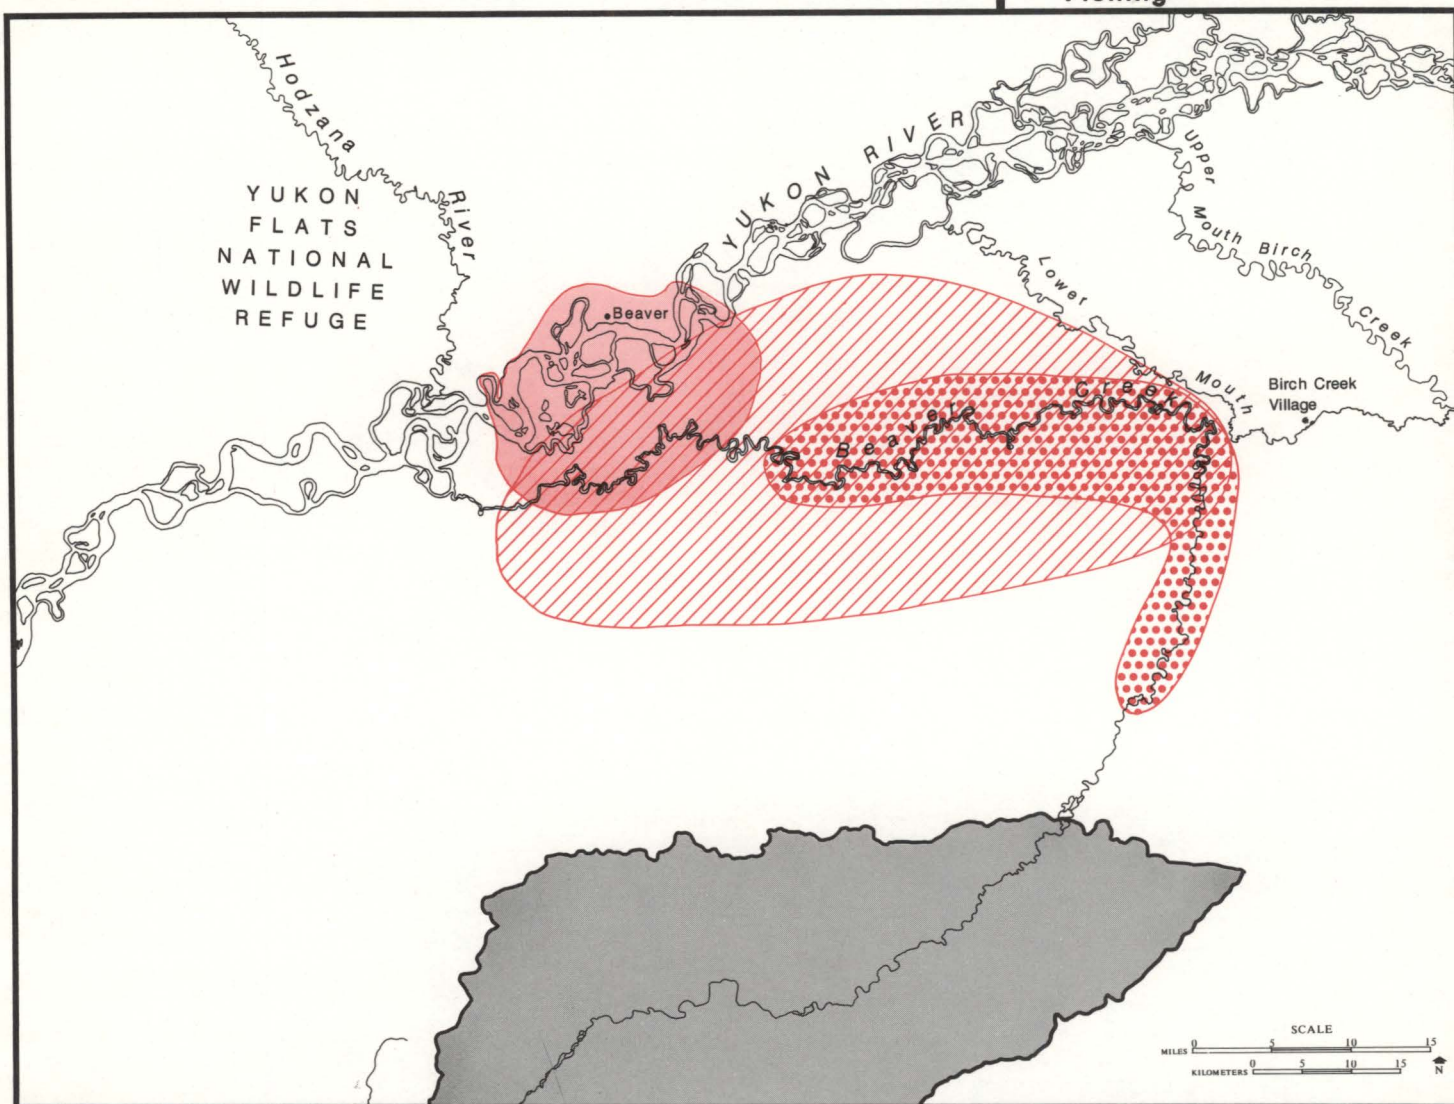 Fishing
Hodzana
River
YUKON
FLATS
NATIONAL
WILDLIFE
REFUGE
YUKON RIVER
Upper
Mouth Birch
Creek
Lower
Mouth
Beaver
Birch Creek
Village
Beaver
Creek
SCALE
MILES 0 5 10 15
KILOMETERS 0 5 10 15
N